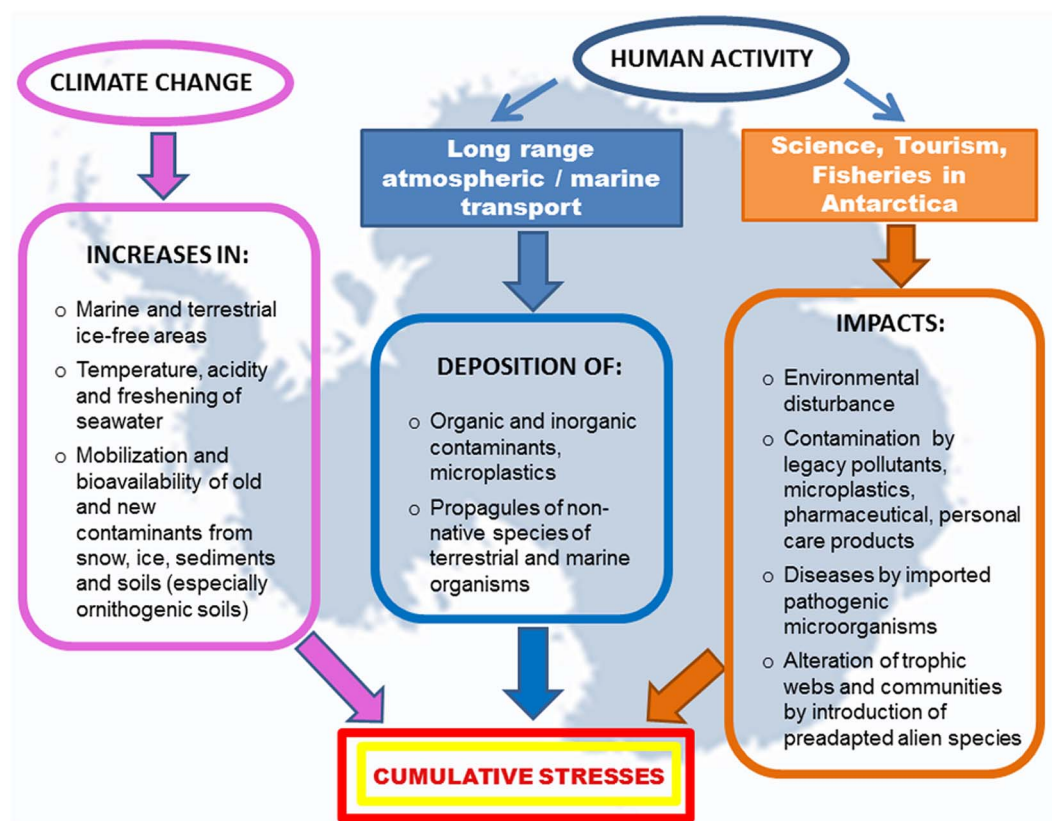 CLIMATE CHANGE
HUMAN ACTIVITY
Long range
atmospheric / marine
transport
Science, Tourism,
Fisheries in
Antarctica
INCREASES IN:
o Marine and terrestrial
ice-free areas
o Temperature, acidity
and freshening of
seawater
o Mobilization and
bioavailability of old
and new
contaminants from
snow, ice, sediments
and soils (especially
ornithogenic soils)
DEPOSITION OF:
o Organic and inorganic
contaminants,
microplastics
o Propagules of non-
native species of
terrestrial and marine
organisms
IMPACTS:
o Environmental
disturbance
o Contamination by
legacy pollutants,
microplastics,
pharmaceutical, personal
care products
o Diseases by imported
pathogenic
microorganisms
o Alteration of trophic
webs and communities
by introduction of
preadapted alien species
CUMULATIVE STRESSES